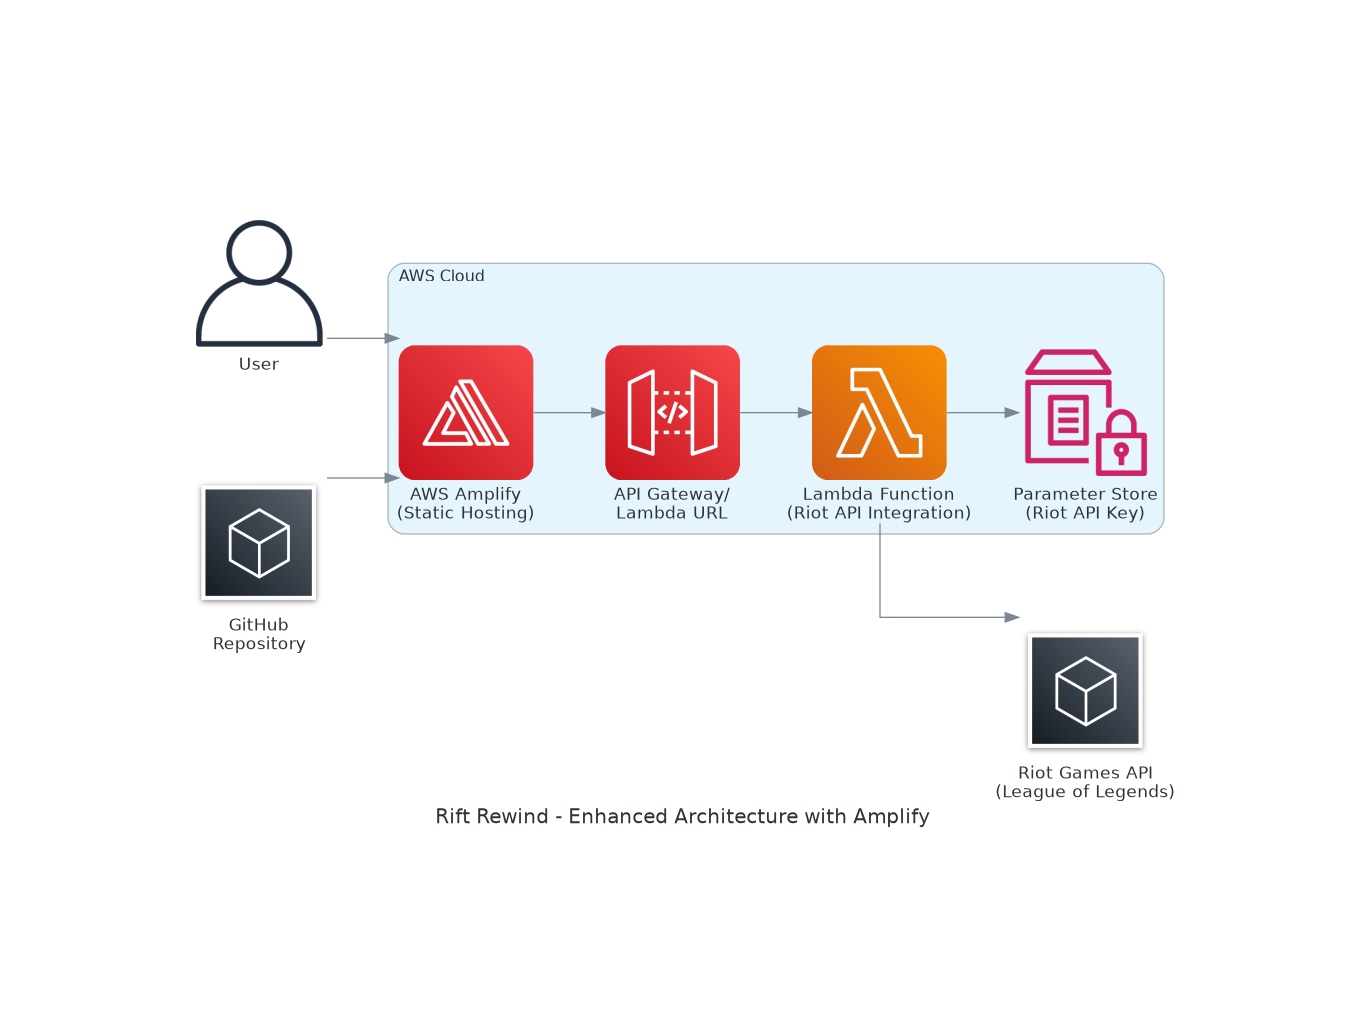 AWS Cloud
User
AWS Amplify
(Static Hosting)
API Gateway/
Lambda URL
Lambda Function
(Riot API Integration)
Parameter Store
(Riot API Key)
GitHub
Repository
Riot Games API
(League of Legends)
Rift Rewind - Enhanced Architecture with Amplify